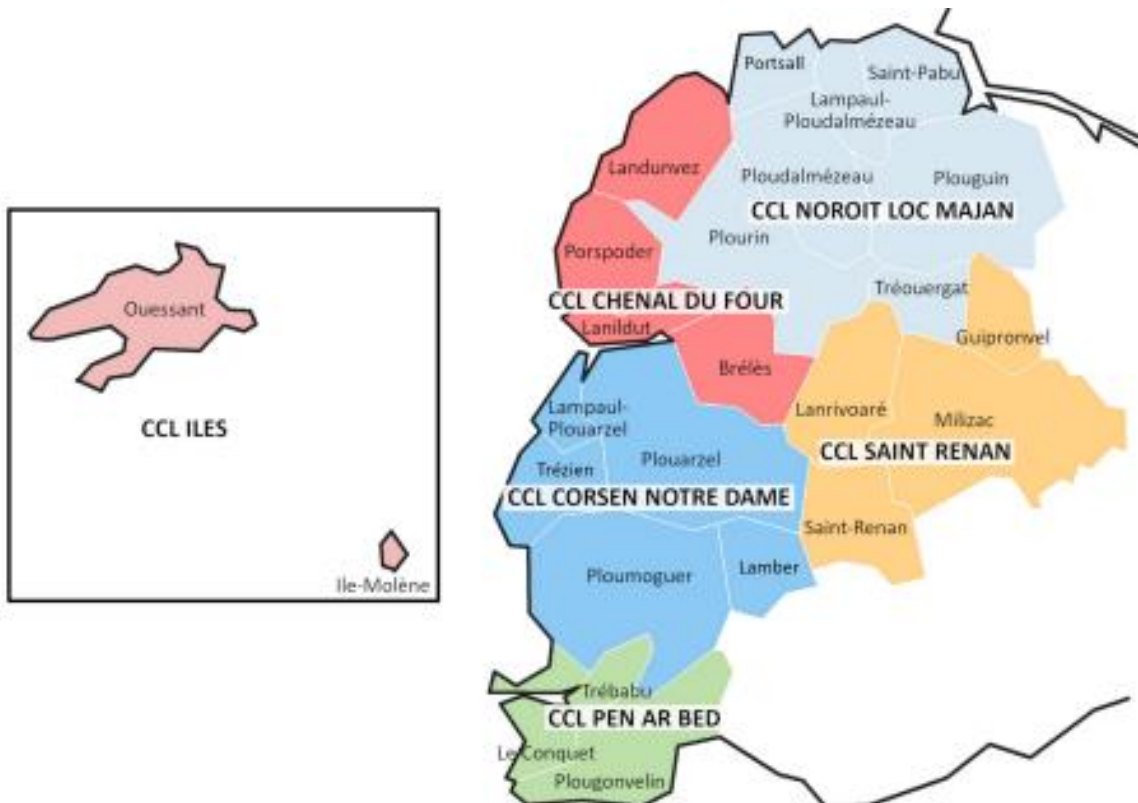 Portsall
Saint-Pabu
Lampaul-
Ploudalmézeau
Landunvez
Ploudalmézeau
Plouguin
CCL NOROIT LOC MAJAN
Plourin
Porspoder
Tréouergat
CCL CHENAL DU FOUR
Lanildut
Guipronvel
Brélès
Lanrivoaré
Milizac
CCL SAINT RENAN
Lampaul-
Plouarzel
Plouarzel
Trézien
CCL CORSEN NOTRE DAME
Saint-Renan
Ploumoguer
Lamber
Trébabu
CCL PEN AR BED
Le Conquet
Plougonvelin
Ouessant
CCL ILES
Ile-Molène